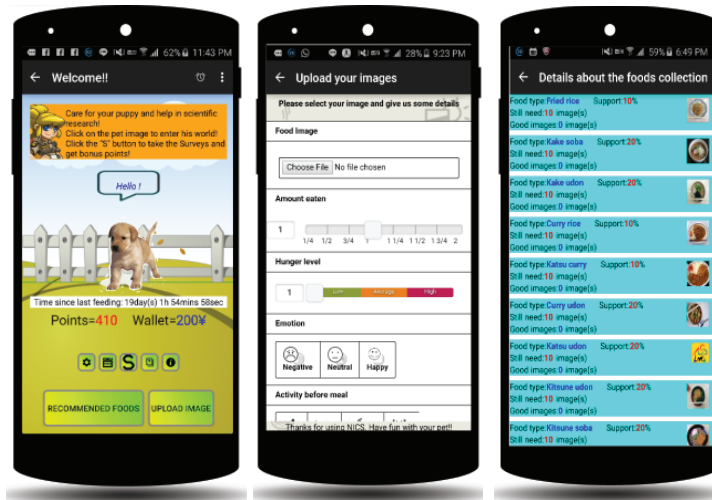 62% 11:43 PM
← Welcome!!
Care for your puppy and help in scientific
research!
Click on the pet image to enter his world!
Click the "S" button to take the Surveys and
get bonus points!
Hello !
Time since last feeding: 19day(s) 1h 54mins 58sec
Points=410 Wallet=200¥
S
RECOMMENDED FOODS
UPLOAD IMAGE
28% 9:23 PM
← Upload your images
Please select your image and give us some details
Food Image
Choose File No file chosen
Amount eaten
1
1/4 1/2 3/4 1 1 1/4 1 1/2 1 3/4 2
Hunger level
1
Low Average High
Emotion
Negative Neutral Happy
Activity before meal
Thanks for using NICS. Have fun with your pet!!
59% 6:49 PM
← Details about the foods collection
Food type:Fried rice Support:10%
Still need:10 image(s)
Good images:0 image(s)
Food type:Kake soba Support:20%
Still need:10 image(s)
Good images:0 image(s)
Food type:Kake udon Support:20%
Still need:10 image(s)
Good images:0 image(s)
Food type:Curry rice Support:10%
Still need:10 image(s)
Good images:0 image(s)
Food type:Katsu curry Support:10%
Still need:10 image(s)
Good images:0 image(s)
Food type:Curry udon Support:20%
Still need:10 image(s)
Good images:0 image(s)
Food type:Katsu udon Support:20%
Still need:10 image(s)
Good images:0 image(s)
Food type:Kitsune udon Support:20%
Still need:10 image(s)
Good images:0 image(s)
Food type:Kitsune soba Support:20%
Still need:10 image(s)